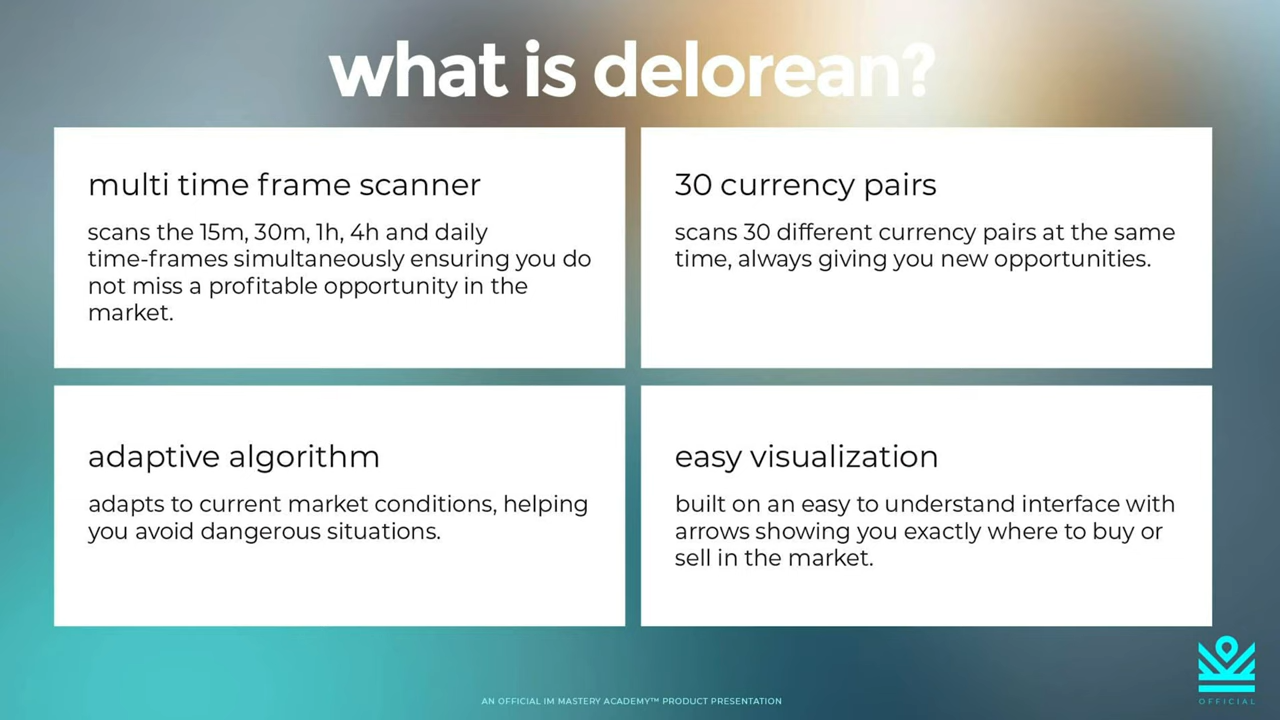 what is delorean?
multi time frame scanner
scans the 15m, 30m, 1h, 4h and daily
time-frames simultaneously ensuring you do
not miss a profitable opportunity in the
market.
30 currency pairs
scans 30 different currency pairs at the same
time, always giving you new opportunities.
adaptive algorithm
adapts to current market conditions, helping
you avoid dangerous situations.
easy visualization
built on an easy to understand interface with
arrows showing you exactly where to buy or
sell in the market.
AN OFFICIAL IM MASTERY ACADEMY™ PRODUCT PRESENTATION
OFFICIAL